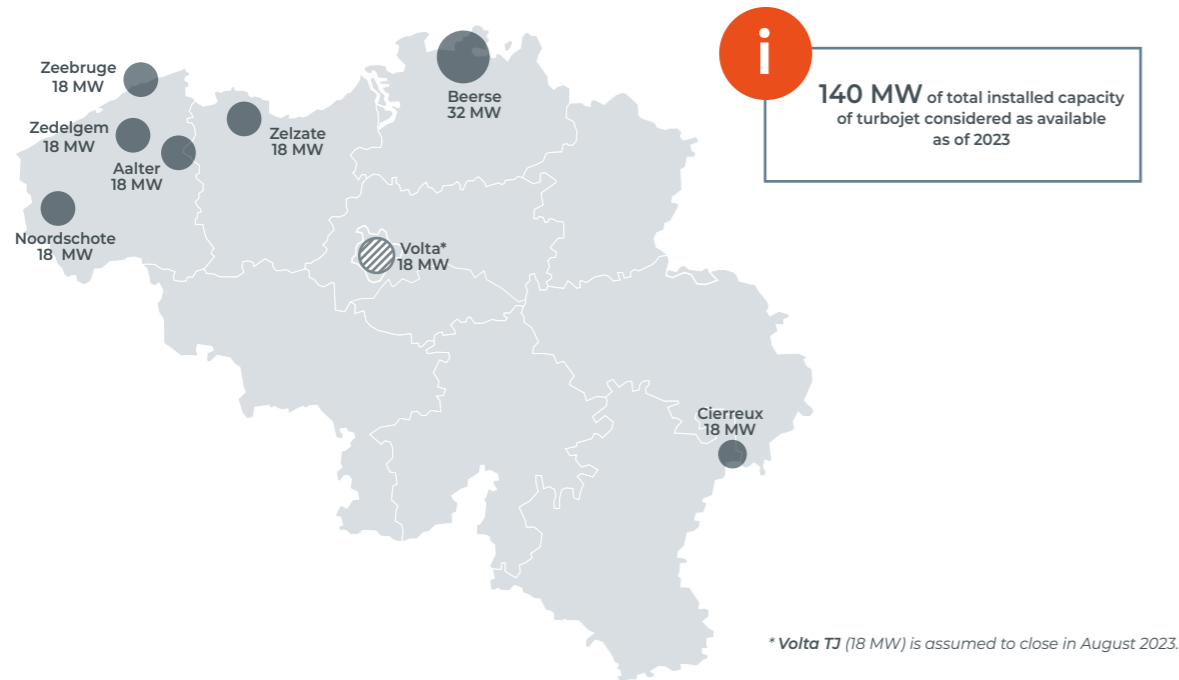 Zeebruge
18 MW
Zedelgem
18 MW
Aalter
18 MW
Noordschote
18 MW
Zelzate
18 MW
Beerse
32 MW
Volta*
18 MW
Cierreux
18 MW
i
140 MW of total installed capacity
of turbojet considered as available
as of 2023
* Volta TJ (18 MW) is assumed to close in August 2023.